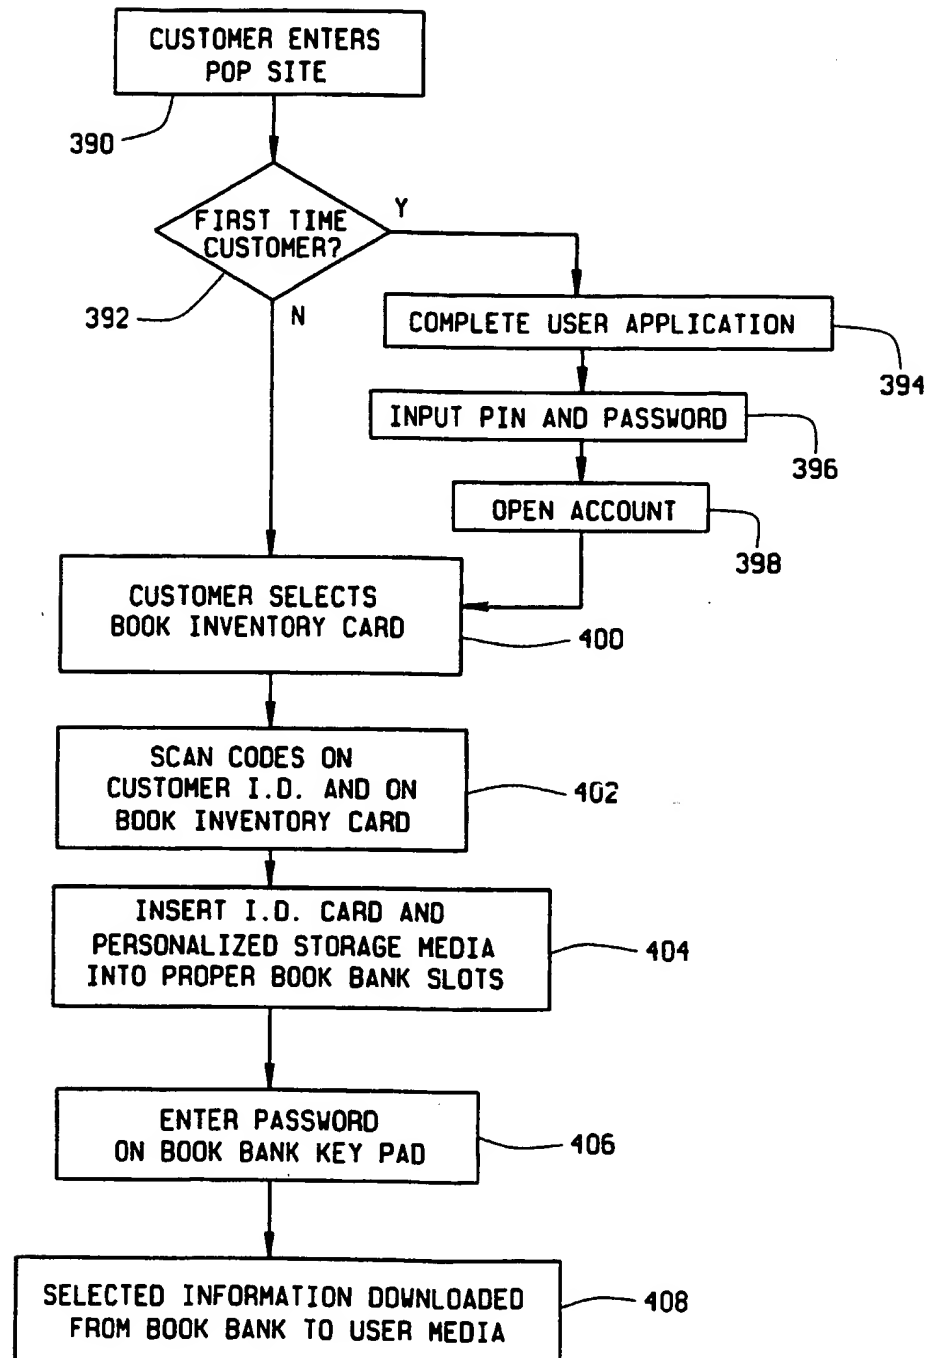 CUSTOMER ENTERS
POP SITE
390
FIRST TIME
CUSTOMER?
Y
392
N
COMPLETE USER APPLICATION
394
INPUT PIN AND PASSWORD
396
OPEN ACCOUNT
398
CUSTOMER SELECTS
BOOK INVENTORY CARD
400
SCAN CODES ON
CUSTOMER I.D. AND ON
BOOK INVENTORY CARD
402
INSERT I.D. CARD AND
PERSONALIZED STORAGE MEDIA
INTO PROPER BOOK BANK SLOTS
404
ENTER PASSWORD
ON BOOK BANK KEY PAD
406
SELECTED INFORMATION DOWNLOADED
FROM BOOK BANK TO USER MEDIA
408